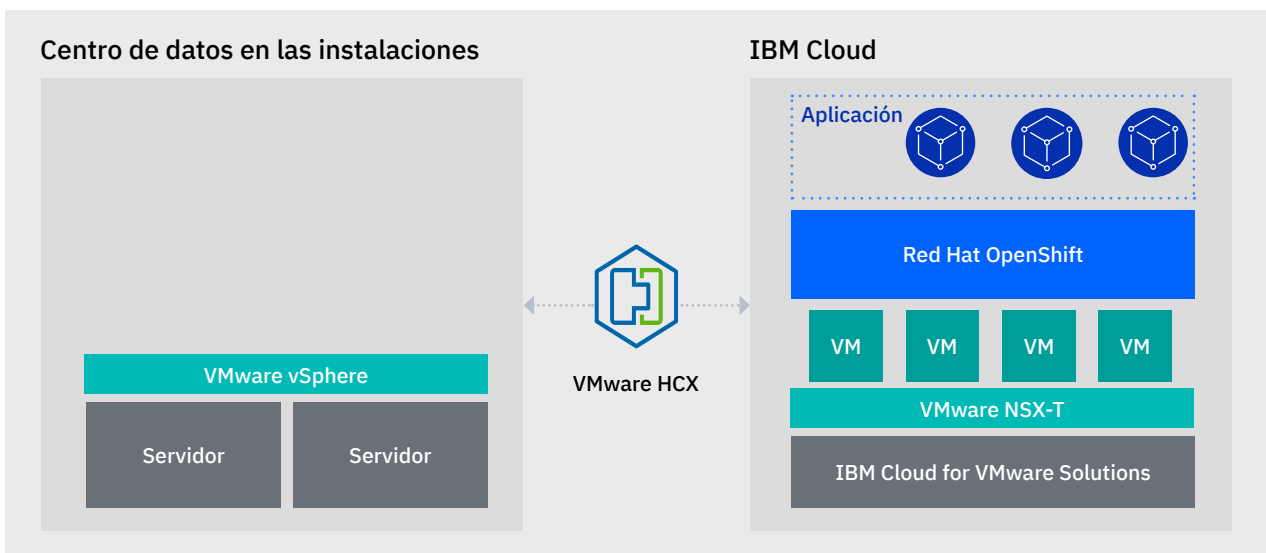 Centro de datos en las instalaciones
VMware vSphere
Servidor
Servidor
VMware HCX
IBM Cloud
Aplicación
Red Hat OpenShift
VM
VM
VM
VM
VMware NSX-T
IBM Cloud for VMware Solutions